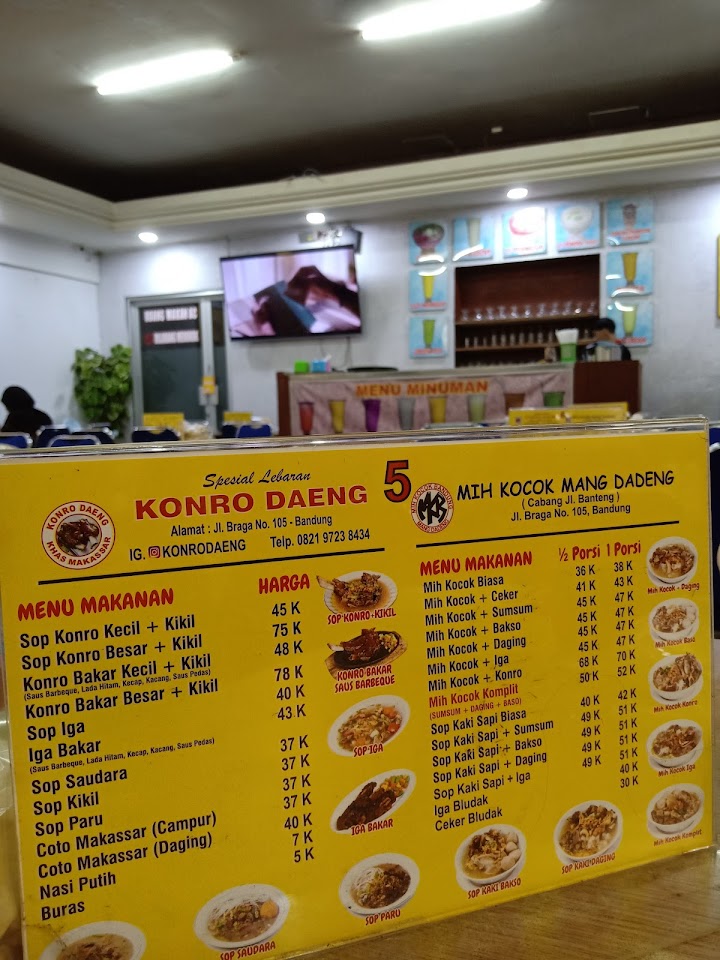 MENU MINUMAN
Spesial Lebaran
KONRO DAENG
Alamat : Jl. Braga No. 105 - Bandung
IG. KONRODAENG Telp. 0821 9723 8434
KONRO DAENG
KHAS MAKASSAR
5
MIH KOCOK BANDUNG
MKB
MANG DADENG
MIH KOCOK MANG DADENG
( Cabang Jl. Banteng )
Jl. Braga No. 105, Bandung
MENU MAKANAN HARGA
Sop Konro Kecil + Kikil 45 K
Sop Konro Besar + Kikil 75 K
Konro Bakar Kecil + Kikil 48 K
(Saus Barbeque, Lada Hitam, Kecap, Kacang, Saus Pedas)
Konro Bakar Besar + Kikil 78 K
Sop Iga 40 K
Iga Bakar 43 K
(Saus Barbeque, Lada Hitam, Kecap, Kacang, Saus Pedas)
Sop Saudara 37 K
Sop Kikil 37 K
Sop Paru 37 K
Coto Makassar (Campur) 37 K
Coto Makassar (Daging) 40 K
Nasi Putih 7 K
Buras 5 K
SOP KONRO-KIKIL
KONRO BAKAR
SAUS BARBEQUE
SOP IGA
IGA BAKAR
SOP PARU
SOP SAUDARA
MENU MAKANAN ½ Porsi 1 Porsi
Mih Kocok Biasa 36 K 38 K
Mih Kocok + Ceker 41 K 43 K
Mih Kocok + Sumsum 45 K 47 K
Mih Kocok + Bakso 45 K 47 K
Mih Kocok + Daging 45 K 47 K
Mih Kocok + Iga 45 K 47 K
Mih Kocok + Konro 68 K 70 K
Mih Kocok Komplit 50 K 52 K
(SUMSUM + DAGING + BASO)
Sop Kaki Sapi Biasa 40 K 42 K
Sop Kaki Sapi + Sumsum 49 K 51 K
Sop Kaki Sapi + Bakso 49 K 51 K
Sop Kaki Sapi + Daging 49 K 51 K
Sop Kaki Sapi + Iga 49 K 51 K
Iga Bludak 40 K
Ceker Bludak 30 K
Mih Kocok - Daging
Mih Kocok Baso
Mih Kocok Konro
Mih Kocok Iga
Mih Kocok Komplit
SOP KAKI BAKSO
SOP KAKI DAGING